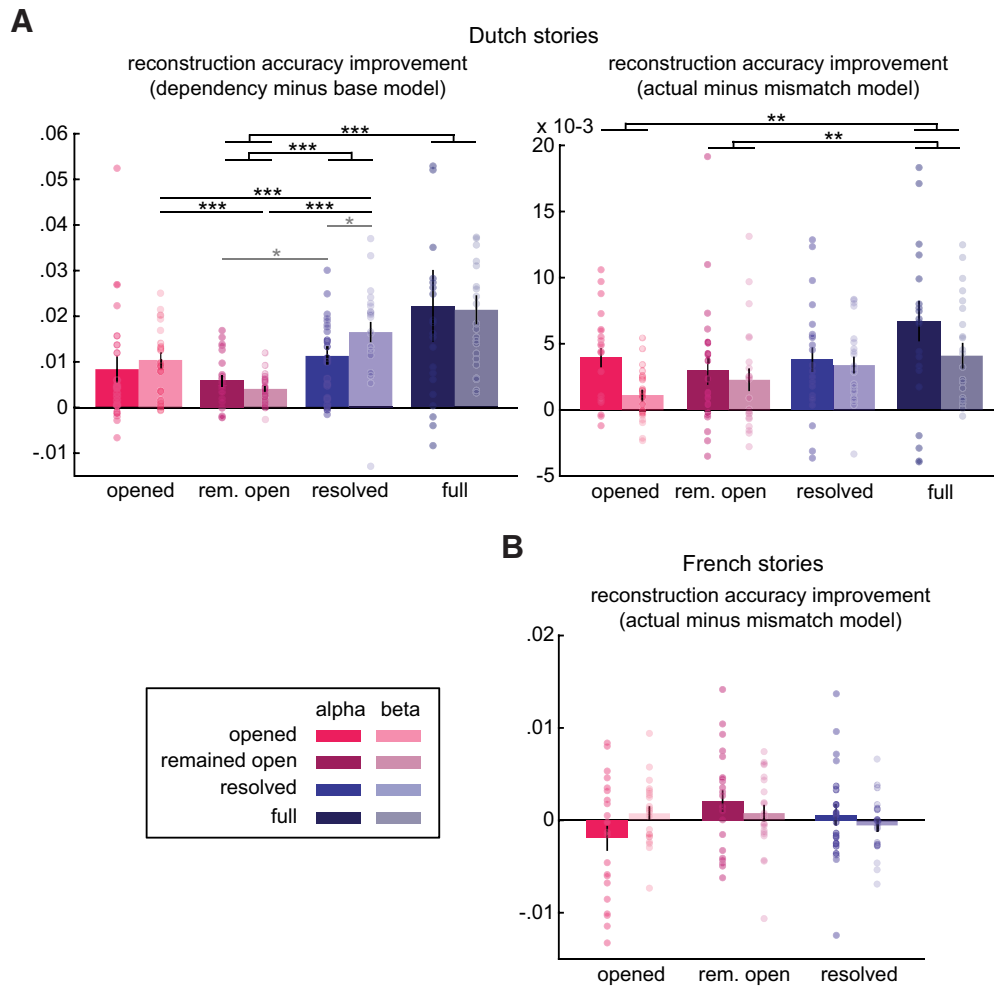 A
Dutch stories
reconstruction accuracy improvement
(dependency minus base model)
reconstruction accuracy improvement
(actual minus mismatch model)
.06
.05
.04
.03
.02
.01
0
-.01
***
***
***
***
***
*
*
opened
rem. open
resolved
full
x 10-3
20
15
10
5
0
-5
**
**
opened
rem. open
resolved
full
B
French stories
reconstruction accuracy improvement
(actual minus mismatch model)
.02
.01
0
-.01
opened
rem. open
resolved
alpha beta
opened
remained open
resolved
full